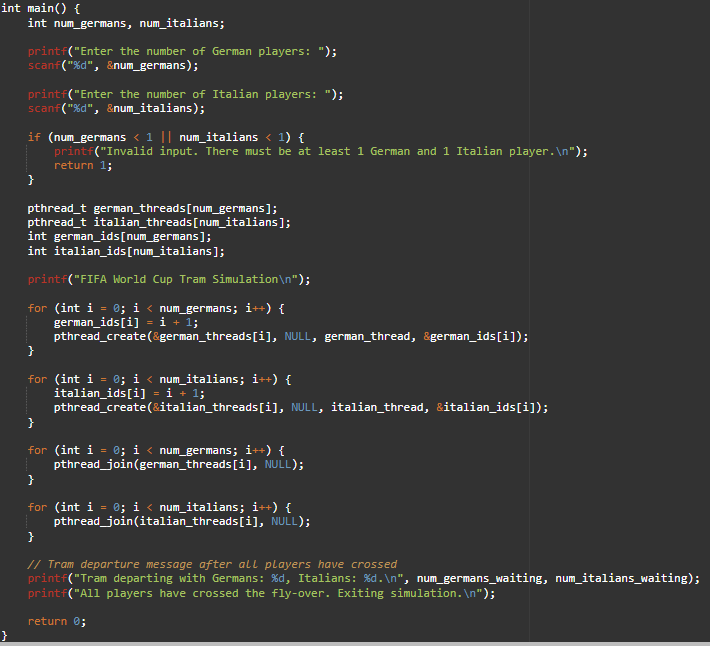 int main() {
    int num_germans, num_italians;

    printf("Enter the number of German players: ");
    scanf("%d", &num_germans);

    printf("Enter the number of Italian players: ");
    scanf("%d", &num_italians);

    if (num_germans < 1 || num_italians < 1) {
        printf("Invalid input. There must be at least 1 German and 1 Italian player.\n");
        return 1;
    }

    pthread_t german_threads[num_germans];
    pthread_t italian_threads[num_italians];
    int german_ids[num_germans];
    int italian_ids[num_italians];

    printf("FIFA World Cup Tram Simulation\n");

    for (int i = 0; i < num_germans; i++) {
        german_ids[i] = i + 1;
        pthread_create(&german_threads[i], NULL, german_thread, &german_ids[i]);
    }

    for (int i = 0; i < num_italians; i++) {
        italian_ids[i] = i + 1;
        pthread_create(&italian_threads[i], NULL, italian_thread, &italian_ids[i]);
    }

    for (int i = 0; i < num_germans; i++) {
        pthread_join(german_threads[i], NULL);
    }

    for (int i = 0; i < num_italians; i++) {
        pthread_join(italian_threads[i], NULL);
    }

    // Tram departure message after all players have crossed
    printf("Tram departing with Germans: %d, Italians: %d.\n", num_germans_waiting, num_italians_waiting);
    printf("All players have crossed the fly-over. Exiting simulation.\n");

    return 0;
}